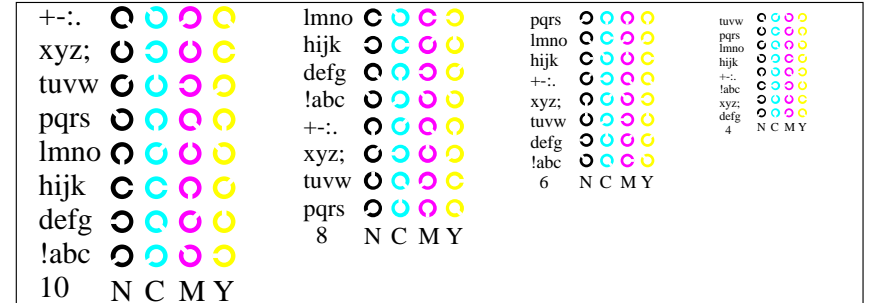 +-:.
xyz;
tuvw
pqrs
lmno
hijk
defg
!abc
10 N C M Y
lmno
hijk
defg
!abc
+-:.
xyz;
tuvw
pqrs
8 N C M Y
pqrs
lmno
hijk
+-:.
xyz;
tuvw
defg
!abc
6 N C M Y
tuvw
pqrs
lmno
hijk
+-:.
!abc
xyz;
defg
4 N C M Y